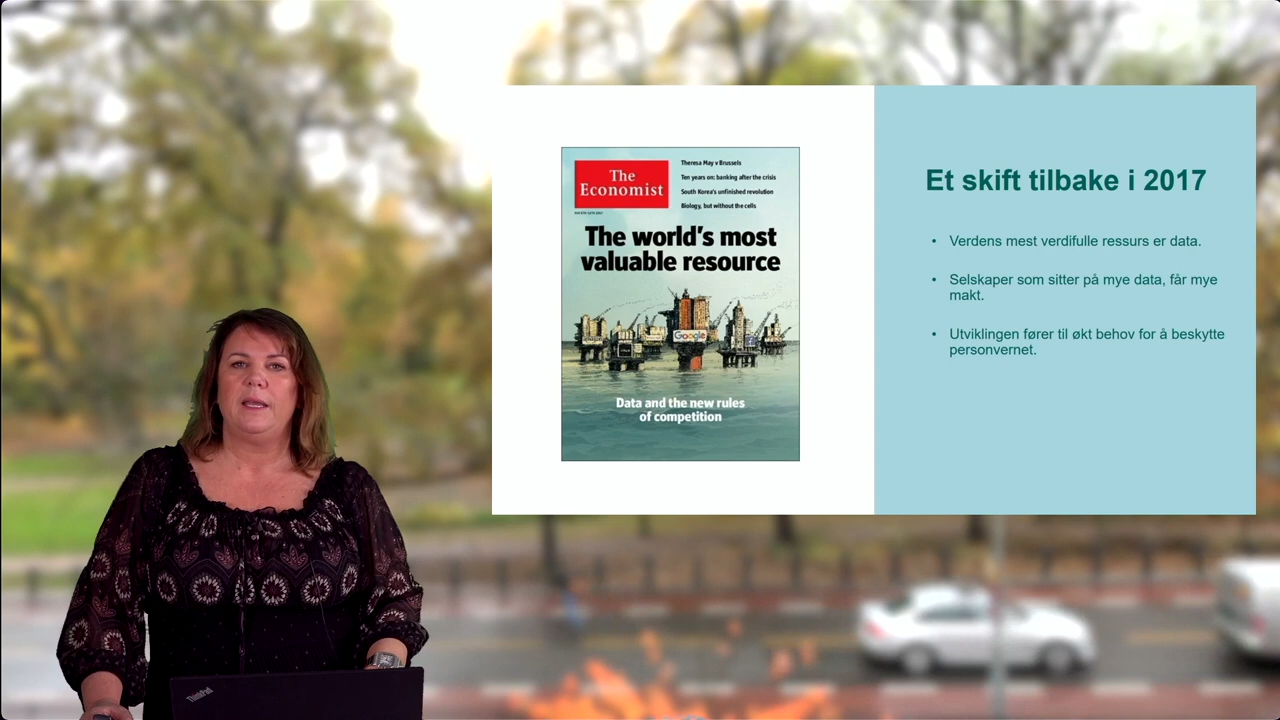 The
Economist
Theresa May v Brussels
Ten years on: banking after the crisis
South Korea's unfinished revolution
Biology, but without the cells
The world's most
valuable resource
Google
Data and the new rules
of competition
Et skift tilbake i 2017
• Verdens mest verdifulle ressurs er data.
• Selskaper som sitter på mye data, får mye
makt.
• Utviklingen fører til økt behov for å beskytte
personvernet.
ThinkPad